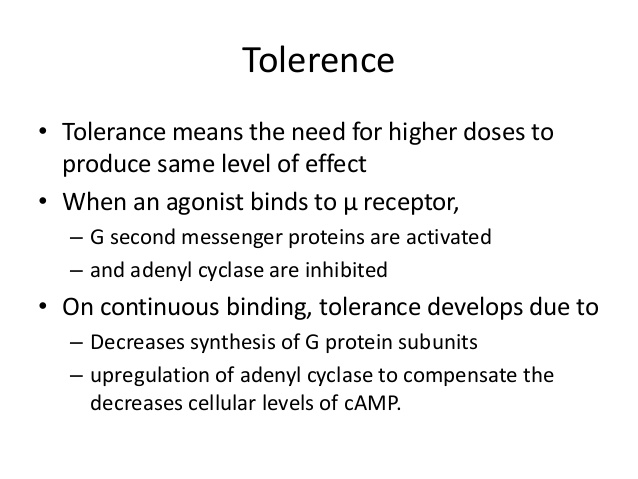 Tolerence
• Tolerance means the need for higher doses to
produce same level of effect
• When an agonist binds to µ receptor,
– G second messenger proteins are activated
– and adenyl cyclase are inhibited
• On continuous binding, tolerance develops due to
– Decreases synthesis of G protein subunits
– upregulation of adenyl cyclase to compensate the
decreases cellular levels of cAMP.